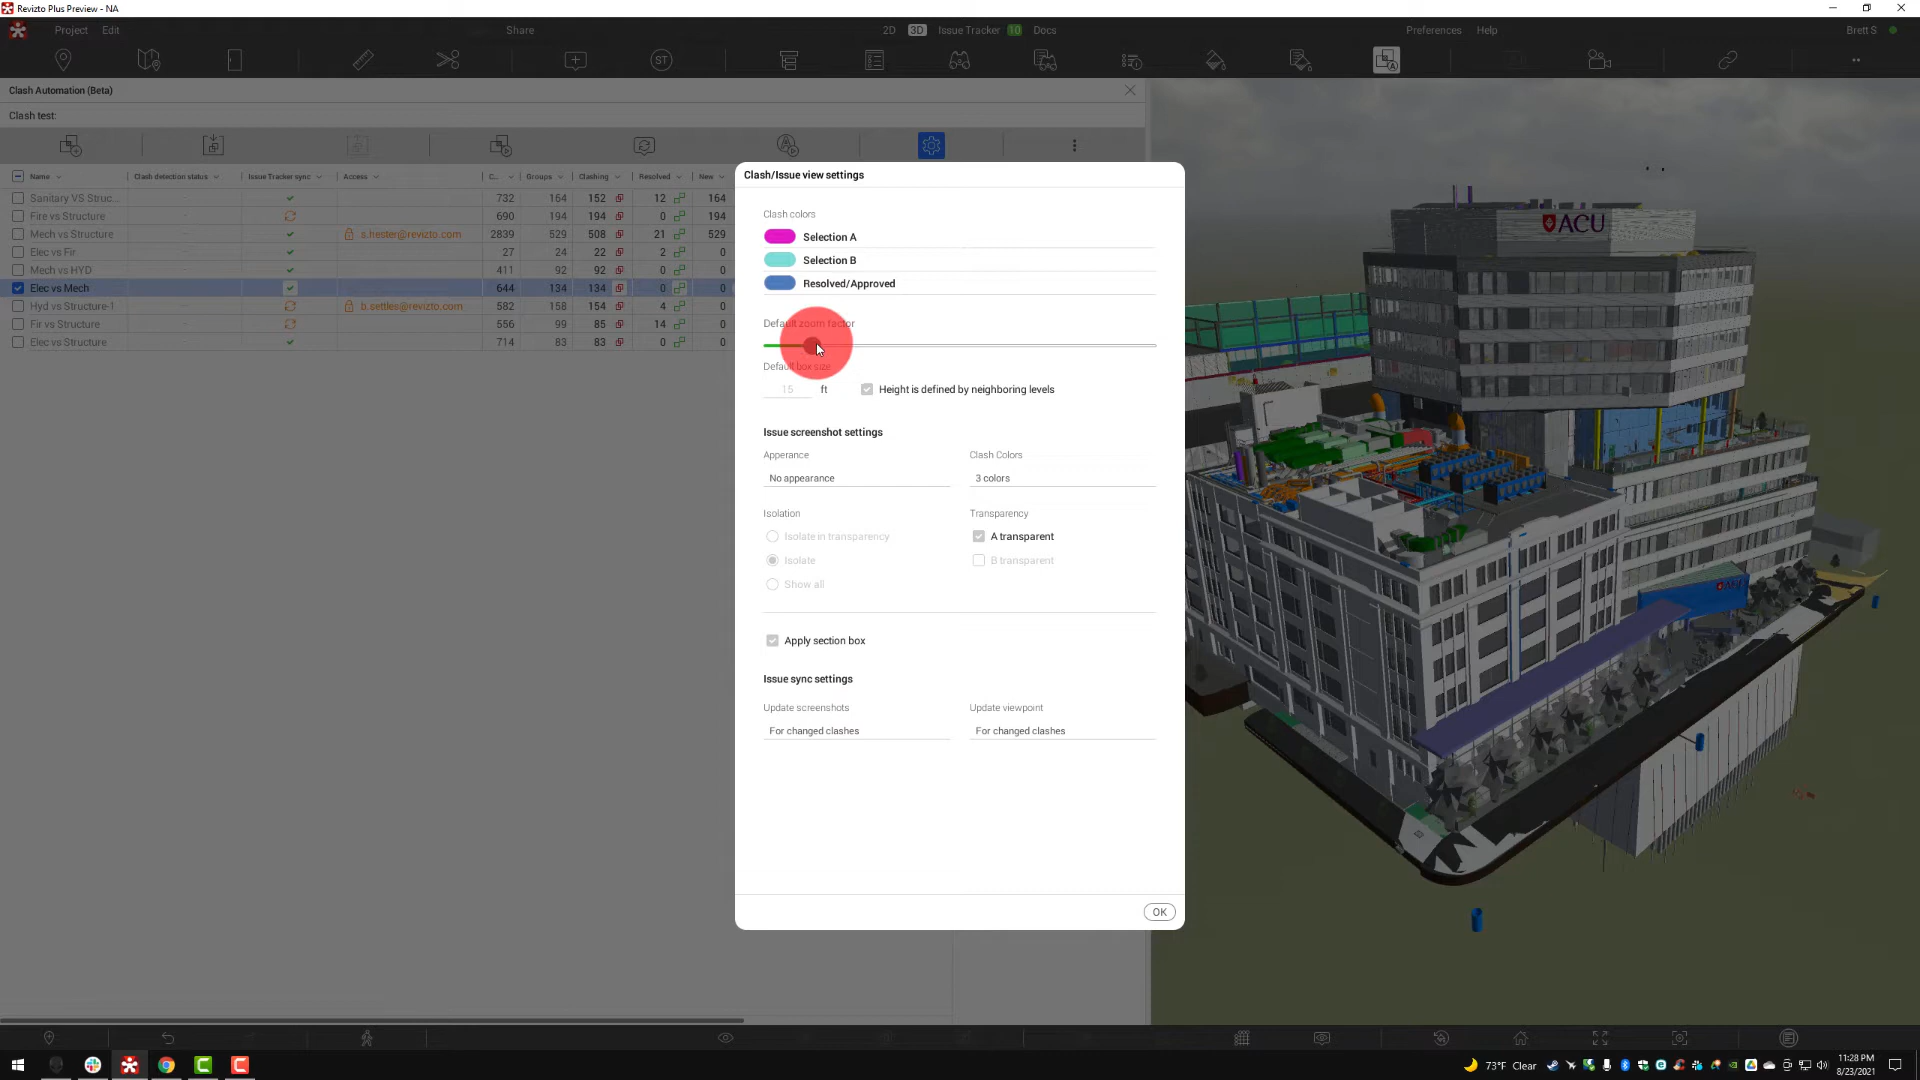 Revizto Plus Preview - NA
Project Edit Share 2D 3D Issue Tracker 10 Docs Preferences Help Brett S
ST
Clash Automation (Beta)
Clash test:
Name Clash detection status Issue Tracker sync Access C... Groups Clashing Resolved New
Sanitary VS Struc... - 732 164 152 12 164
Fire vs Structure - 690 194 194 0 194
Mech vs Structure - s.hester@revizto.com 2839 529 508 21 529
Elec vs Fir - 27 24 22 2 0
Mech vs HYD - 411 92 92 0 0
Elec vs Mech - 644 134 134 0 0
Hyd vs Structure-1 - b.settles@revizto.com 582 158 154 4 0
Fir vs Structure - 556 99 85 14 0
Elec vs Structure - 714 83 83 0 0
Clash/Issue view settings
Clash colors
Selection A
Selection B
Resolved/Approved
Default zoom factor
Default box size
15 ft Height is defined by neighboring levels
Issue screenshot settings
Apperance Clash Colors
No appearance 3 colors
Isolation Transparency
Isolate in transparency A transparent
Isolate B transparent
Show all
Apply section box
Issue sync settings
Update screenshots Update viewpoint
For changed clashes For changed clashes
OK
ACU
73°F Clear
11:28 PM
8/23/2021